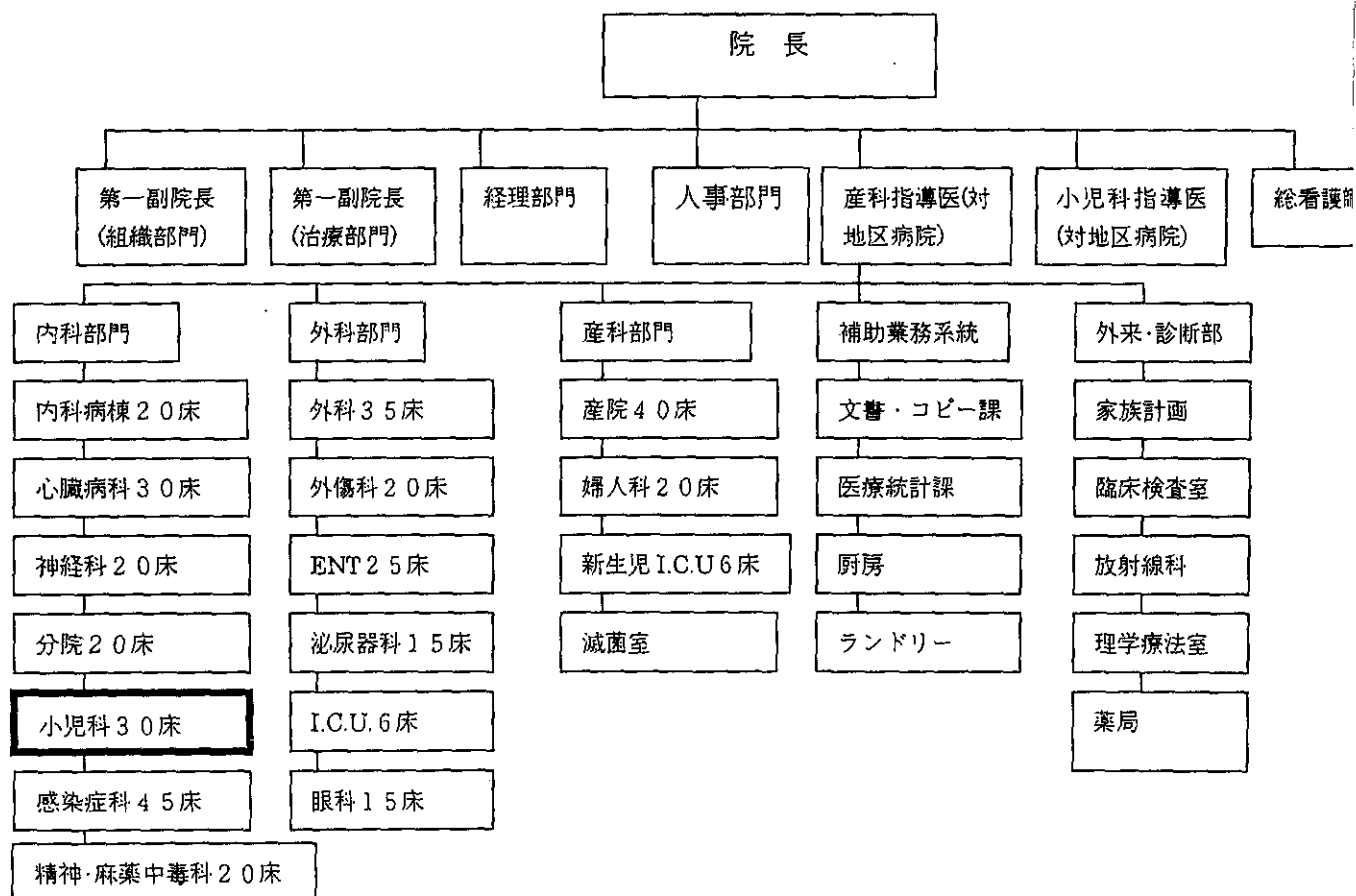 院 長
第一副院長
(組織部門)
第一副院長
(治療部門)
経理部門
人事部門
産科指導医(対
地区病院)
小児科指導医
(対地区病院)
総看護師
内科部門
内科病棟20床
心臓病科30床
神経科20床
分院20床
小児科30床
感染症科45床
精神・麻薬中毒科20床
外科部門
外科35床
外傷科20床
ENT25床
泌尿器科15床
I.C.U.6床
眼科15床
産科部門
産院40床
婦人科20床
新生児I.C.U6床
滅菌室
補助業務系統
文書・コピー課
医療統計課
厨房
ランドリー
外来・診断部
家族計画
臨床検査室
放射線科
理学療法室
薬局